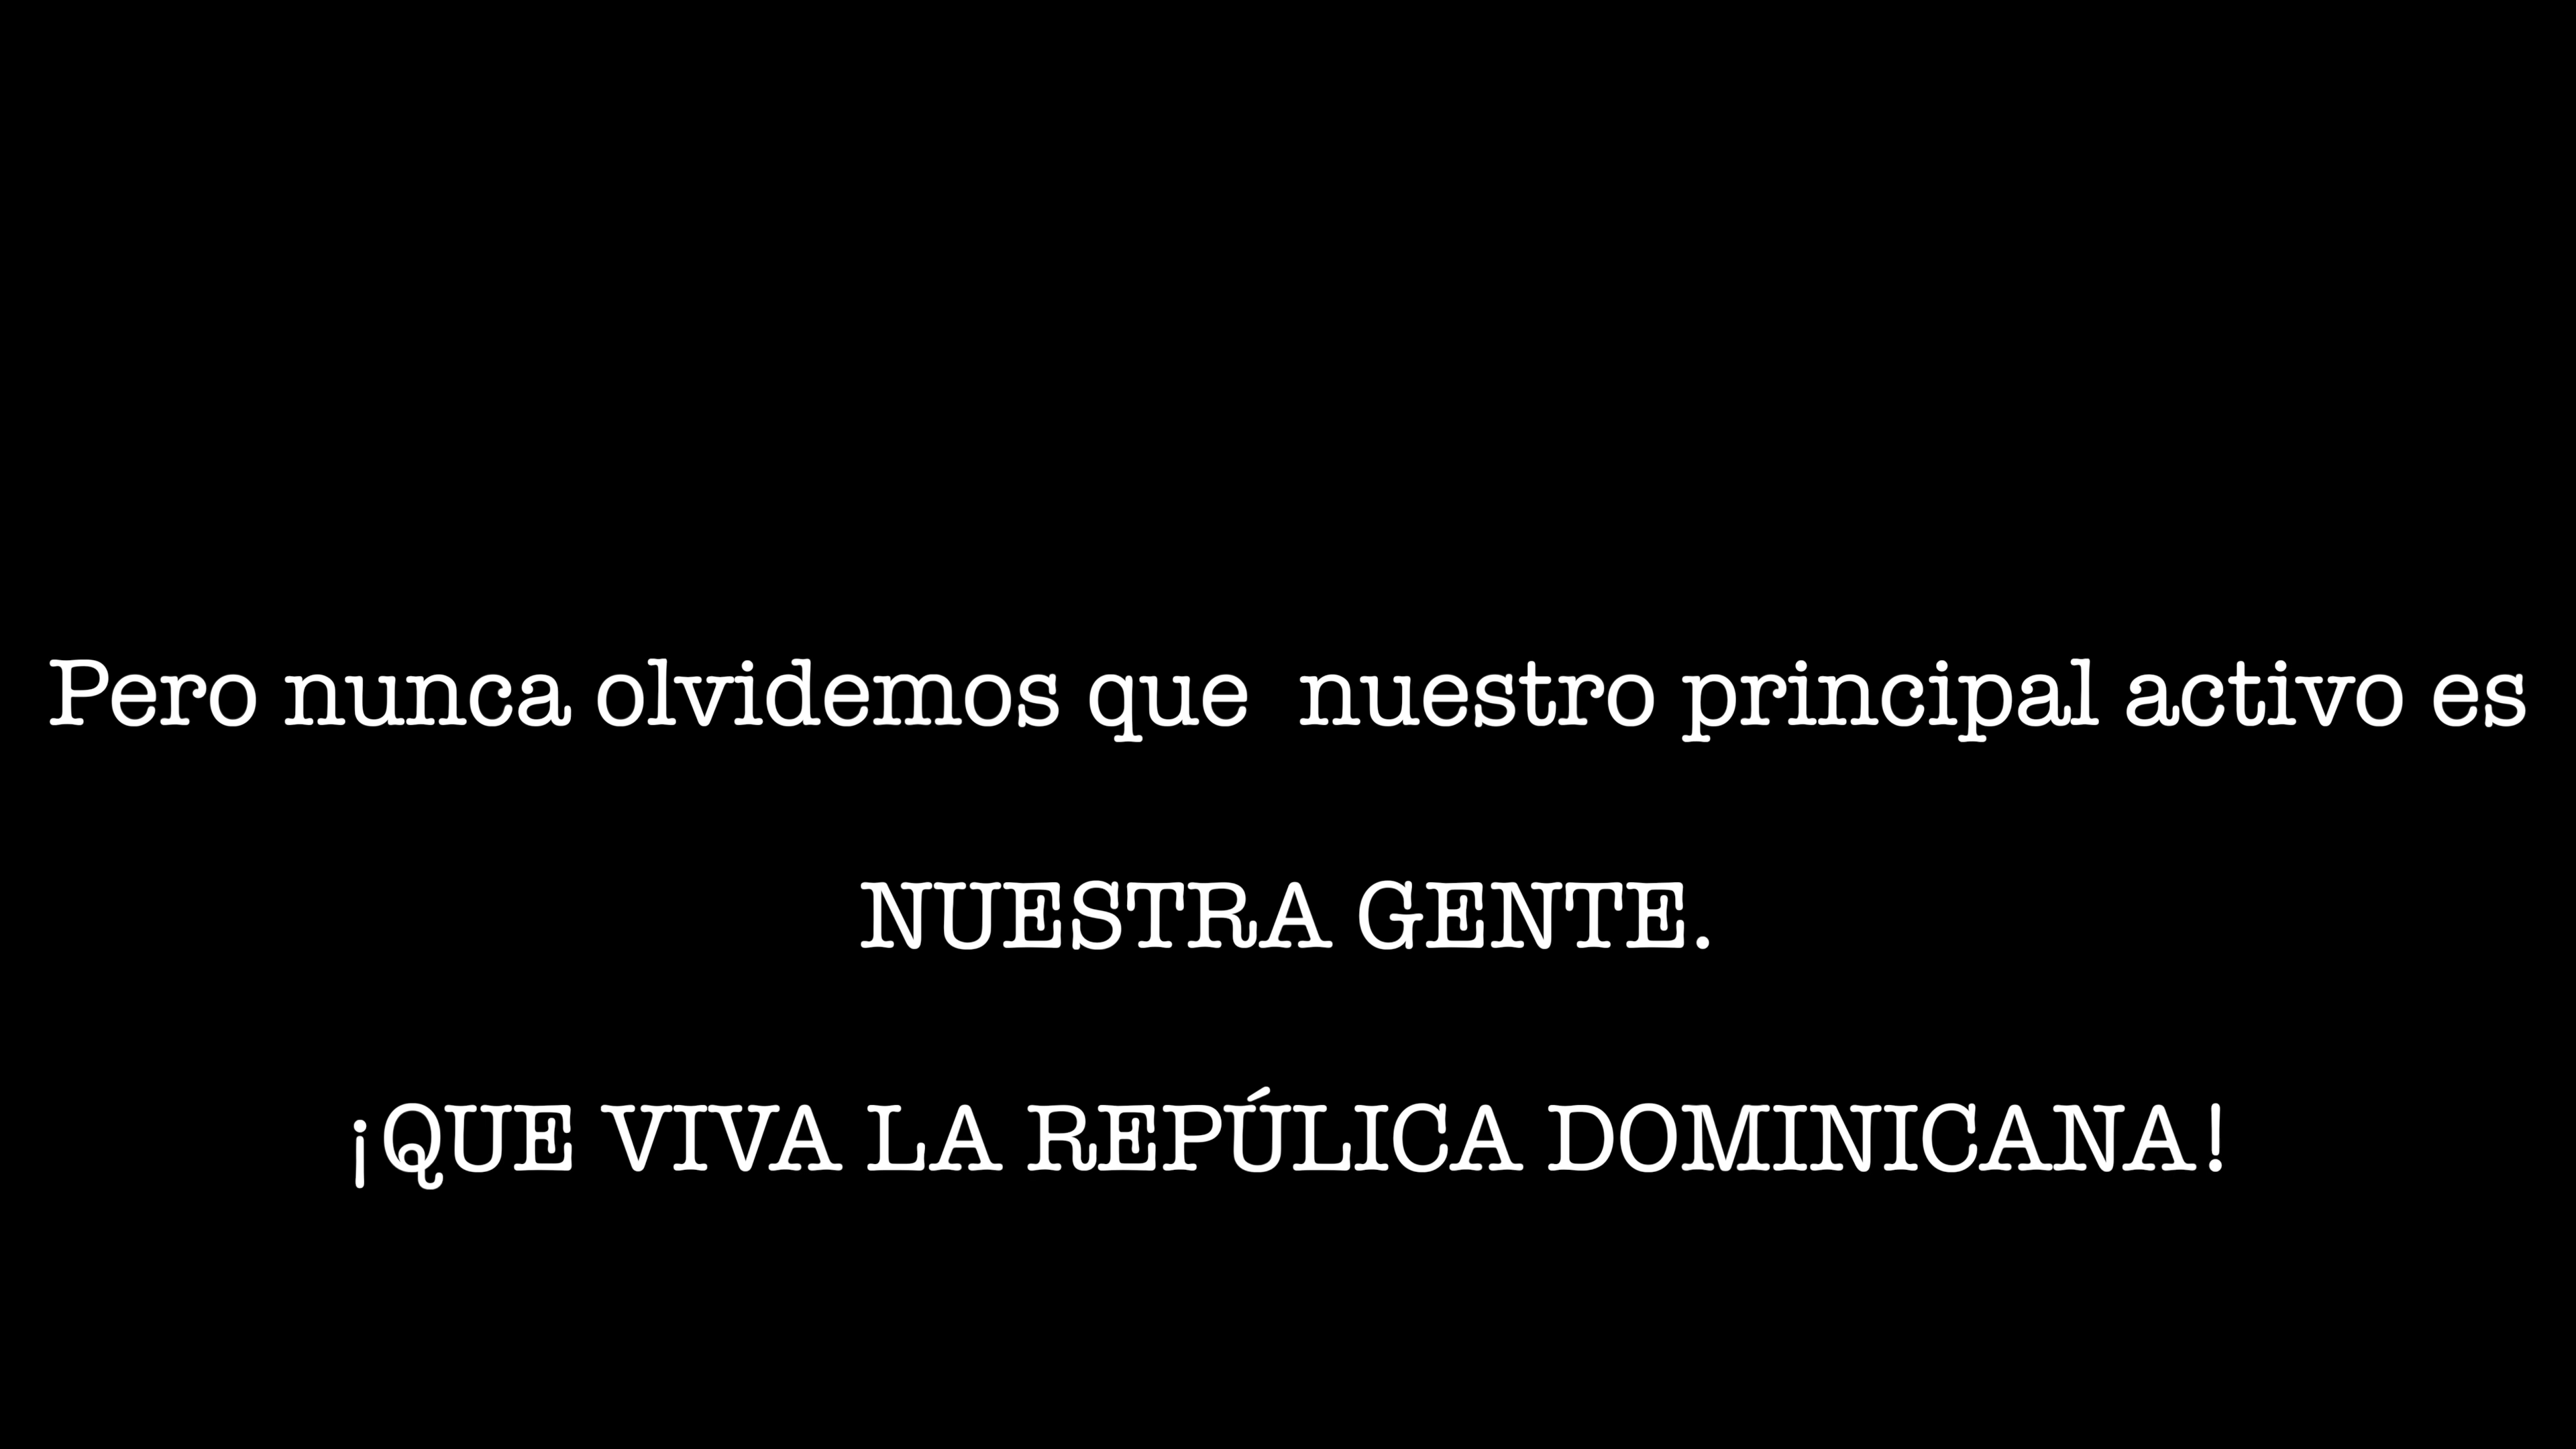 Pero nunca olvidemos que  nuestro principal activo es
NUESTRA GENTE.
¡QUE VIVA LA REPÚLICA DOMINICANA!